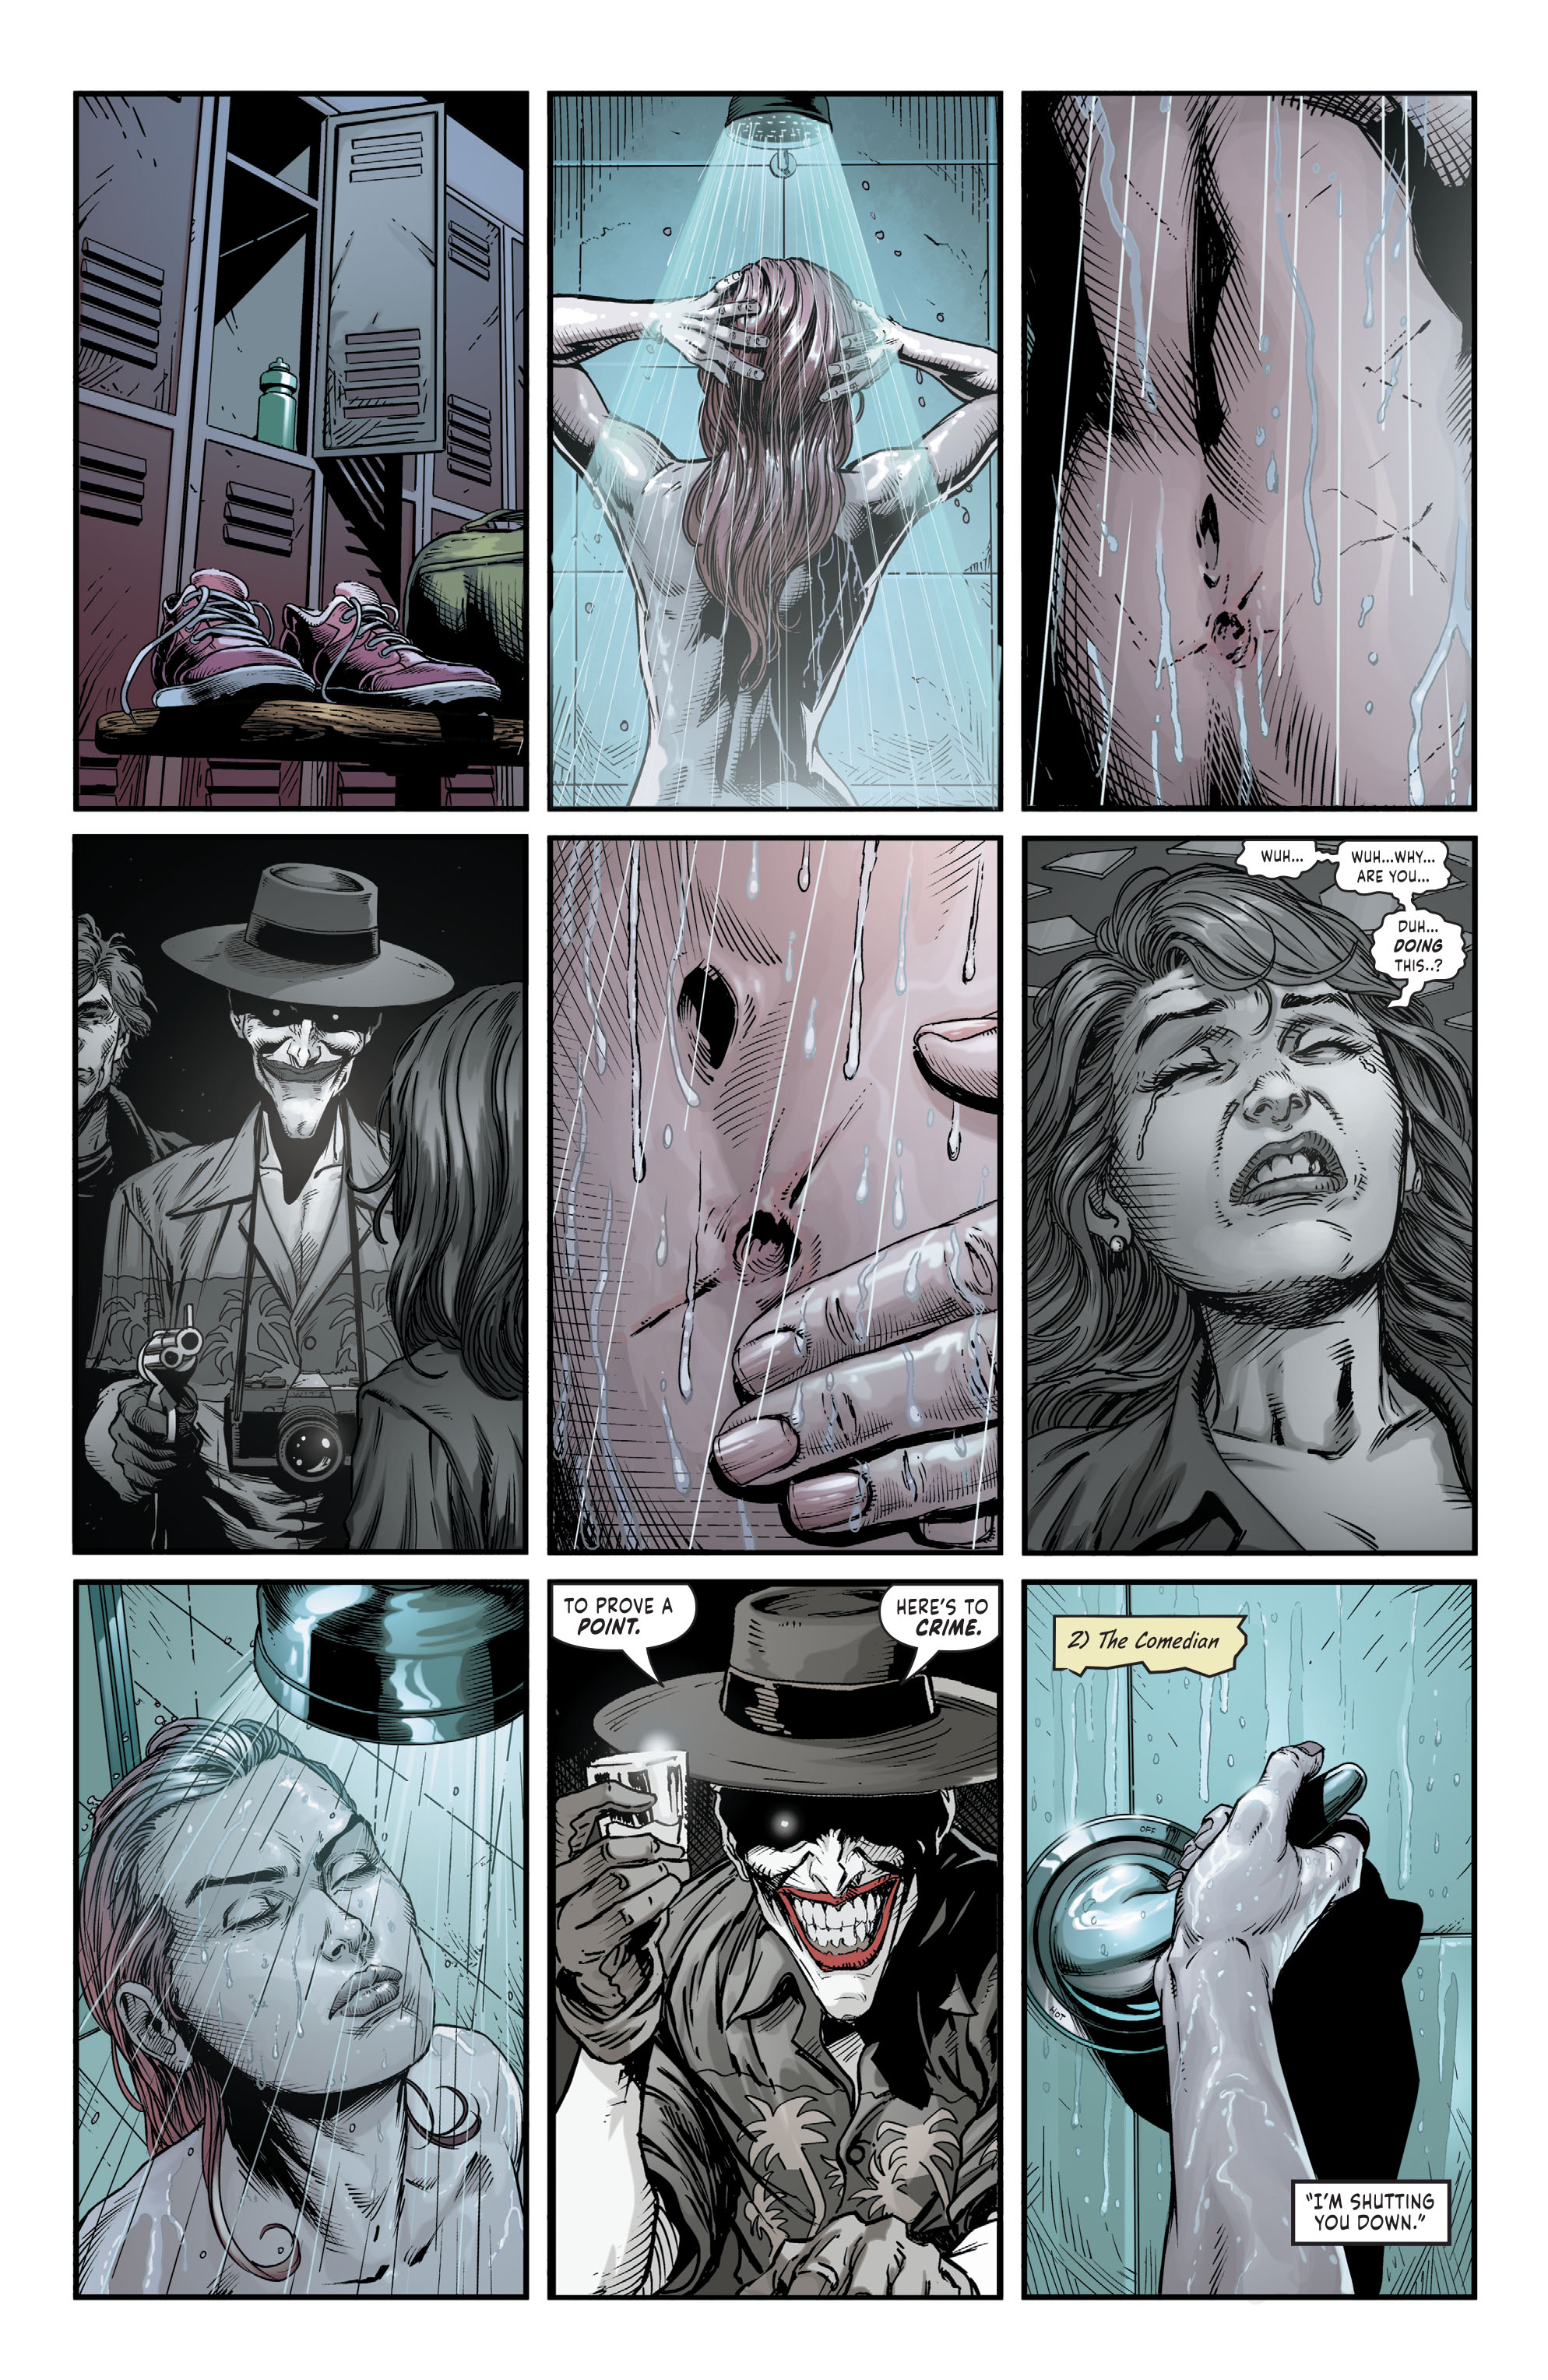 WUH...
WUH...WHY...
ARE YOU...
DUH...
DOING
THIS..?
TO PROVE A
POINT.
HERE'S TO
CRIME.
2) The Comedian
OFF
HOT
"I'M SHUTTING
YOU DOWN."